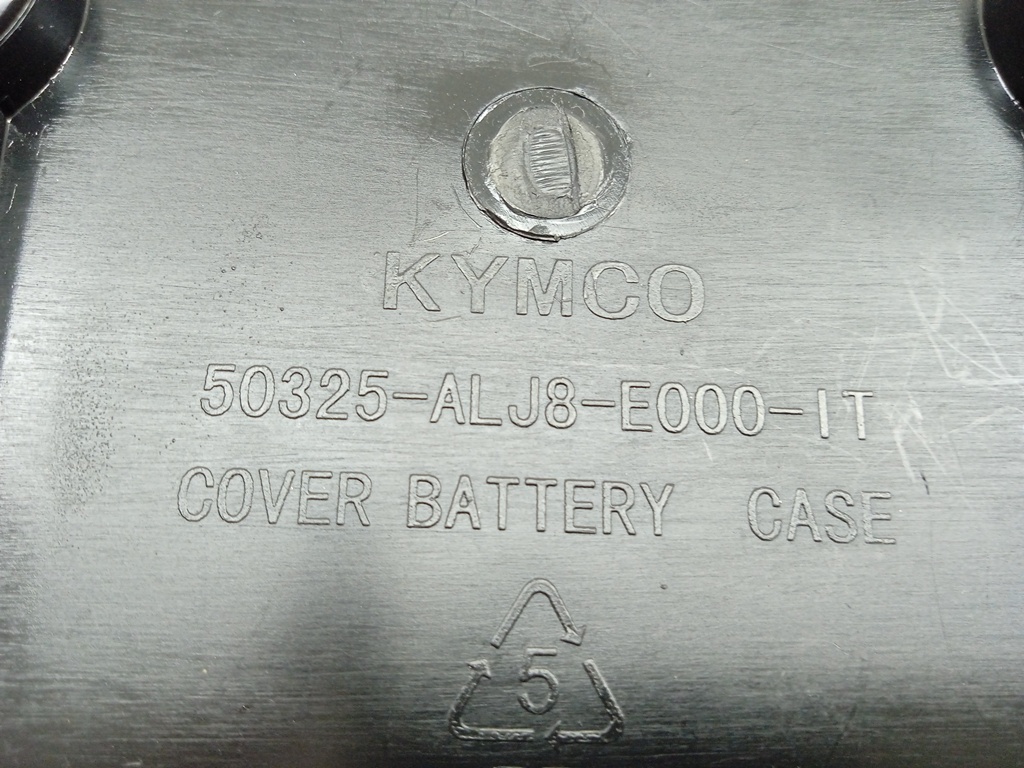 KYMCO
50325-ALJ8-E000-IT
COVER BATTERY CASE
5